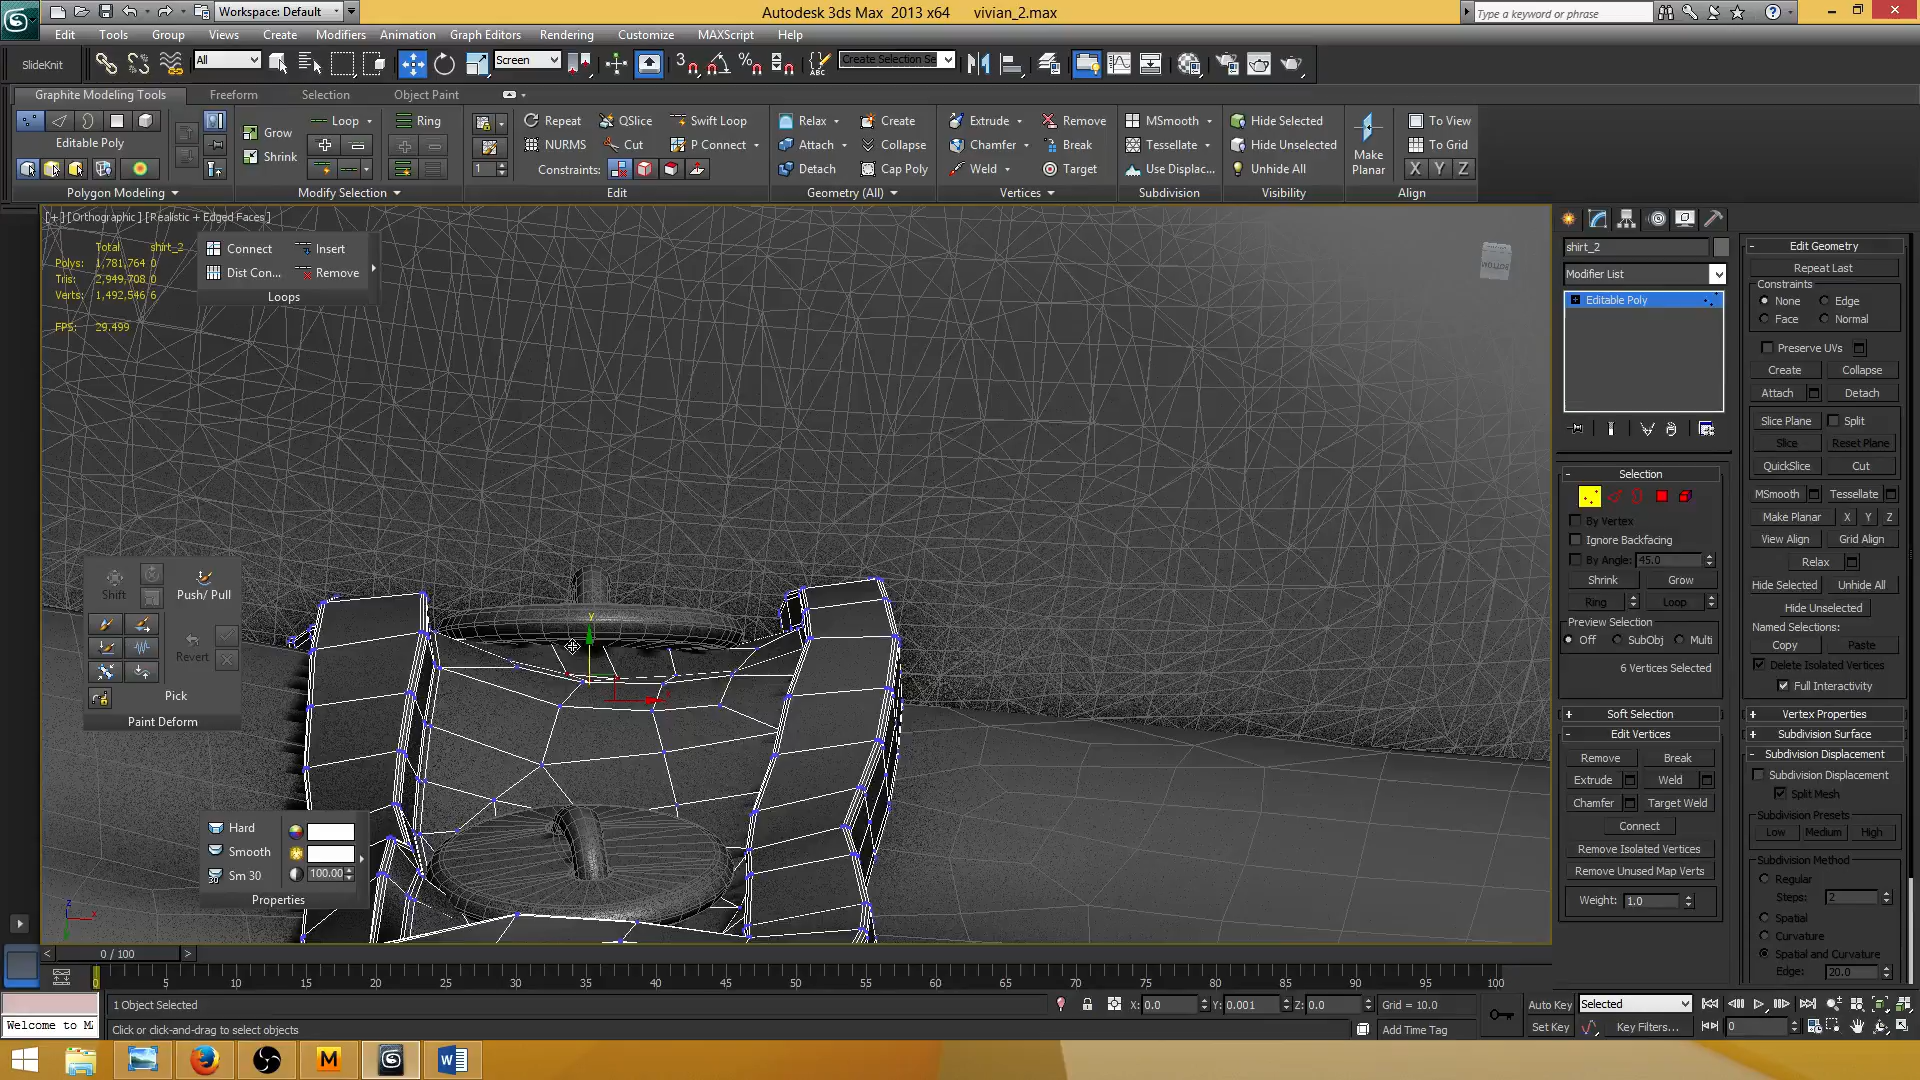 Workspace: Default
Autodesk 3ds Max 2013 x64 vivian_2.max
Type a keyword or phrase
Edit Tools Group Views Create Modifiers Animation Graph Editors Rendering Customize MAXScript Help
SlideKnit
All
Screen
Create Selection Se
Graphite Modeling Tools Freeform Selection Object Paint
Editable Poly
Polygon Modeling
Grow
Shrink
Loop
Ring
Modify Selection
1
Repeat QSlice Swift Loop
NURMS Cut P Connect
Constraints:
Edit
Relax Create
Attach Collapse
Detach Cap Poly
Geometry (All)
Extrude Remove
Chamfer Break
Weld Target
Vertices
MSmooth
Tessellate
Use Displac...
Subdivision
Hide Selected
Hide Unselected
Unhide All
Visibility
Make
Planar
To View
To Grid
X Y Z
Align
[+] [Orthographic] [Realistic + Edged Faces]
Total shirt_2
Polys: 1,781,764 0
Tris: 2,949,708 0
Verts: 1,492,546 6
FPS: 29.499
Connect Insert
Dist Con... Remove
Loops
BOTTOM
Shift
Push/ Pull
Revert
Pick
Paint Deform
Hard
Smooth
Sm 30
100.00
Properties
y
z
x
shirt_2
Modifier List
Editable Poly
Selection
By Vertex
Ignore Backfacing
By Angle: 45.0
Shrink Grow
Ring Loop
Preview Selection
Off SubObj Multi
6 Vertices Selected
Soft Selection
Edit Vertices
Remove Break
Extrude Weld
Chamfer Target Weld
Connect
Remove Isolated Vertices
Remove Unused Map Verts
Weight: 1.0
Edit Geometry
Repeat Last
Constraints
None Edge
Face Normal
Preserve UVs
Create Collapse
Attach Detach
Slice Plane Split
Slice Reset Plane
QuickSlice Cut
MSmooth Tessellate
Make Planar X Y Z
View Align Grid Align
Relax
Hide Selected Unhide All
Hide Unselected
Named Selections:
Copy Paste
Delete Isolated Vertices
Full Interactivity
Vertex Properties
Subdivision Surface
Subdivision Displacement
Subdivision Displacement
Split Mesh
Subdivision Presets
Low Medium High
Subdivision Method
Regular
Steps: 2
Spatial
Curvature
Spatial and Curvature
Edge: 20.0
< 0 / 100 >
0 5 10 15 20 25 30 35 40 45 50 55 60 65 70 75 80 85 90 95 100
1 Object Selected
X: 0.0 Y: 0.001 Z: 0.0 Grid = 10.0
Auto Key Selected
Welcome to M
Click or click-and-drag to select objects
Add Time Tag
Set Key Key Filters... 0